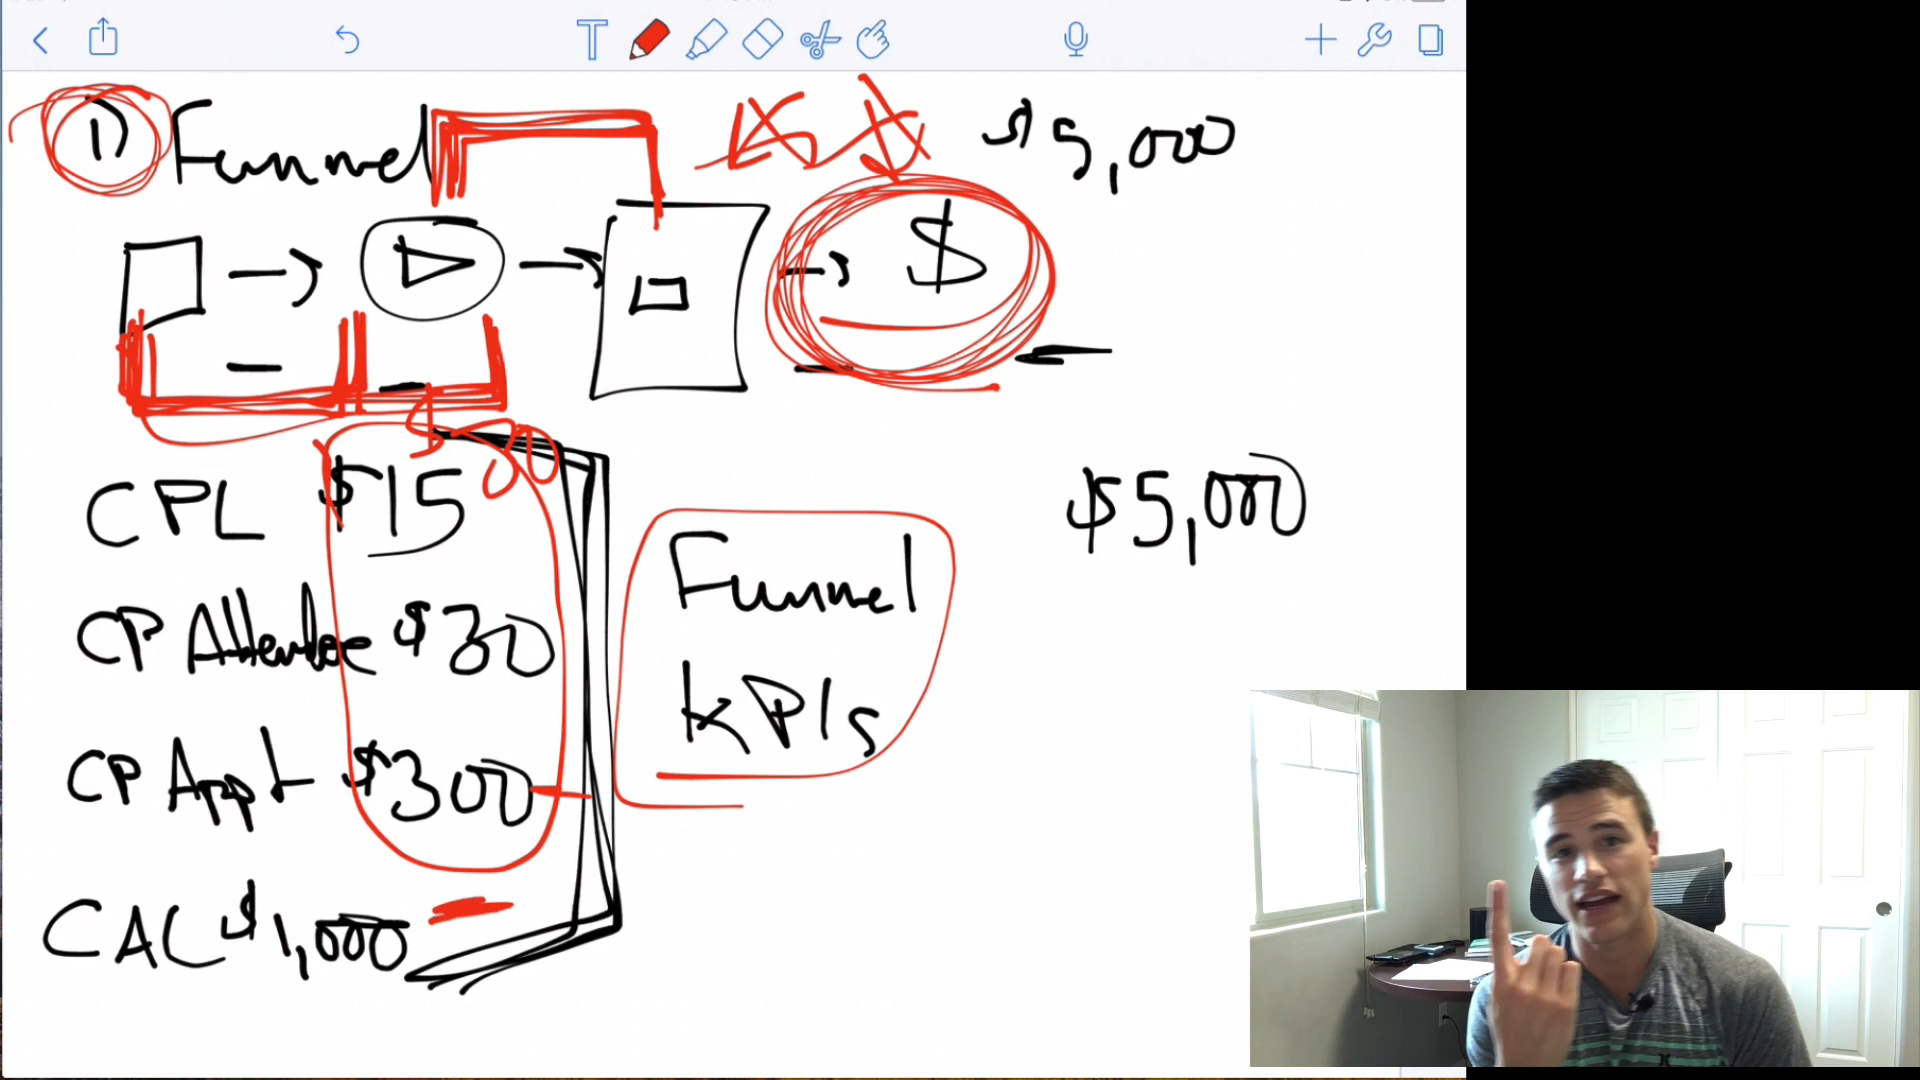 1) Funnel $5,000
$
$500
CPL $15 $5,000
CP Attendee $30
Funnel
KPIs
CP Appt $300
CAC $1,000